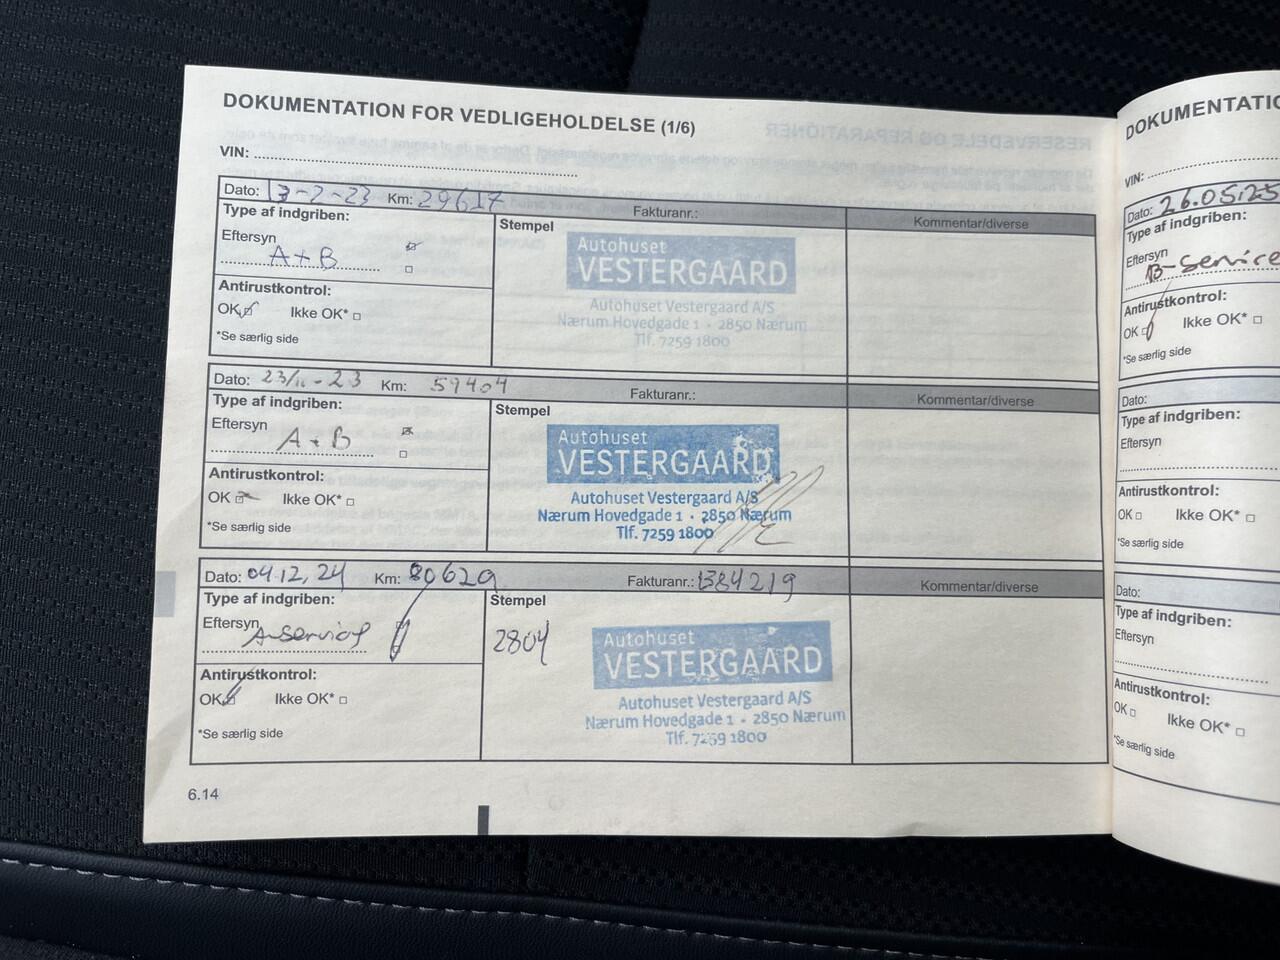 DOKUMENTATION FOR VEDLIGEHOLDELSE (1/6)
VIN:
Dato: 13-2-23 Km: 29617 Fakturanr.: Kommentar/diverse
Type af indgriben:
Stempel
Eftersyn
A+B
Autohuset
VESTERGAARD
Autohuset Vestergaard A/S
Nærum Hovedgade 1 · 2850 Nærum
Tlf. 7259 1800
Antirustkontrol:
OK Ikke OK*
*Se særlig side
Dato: 23/11-23 Km: 59404 Fakturanr.: Kommentar/diverse
Type af indgriben:
Stempel
Eftersyn
A+B
Autohuset
VESTERGAARD
Autohuset Vestergaard A/S
Nærum Hovedgade 1 · 2850 Nærum
Tlf. 7259 1800
Antirustkontrol:
OK Ikke OK*
*Se særlig side
Dato: 04.12,24 Km: 80629 Fakturanr.: 1384219 Kommentar/diverse
Type af indgriben:
Stempel
Eftersyn
A-service
2804
Autohuset
VESTERGAARD
Autohuset Vestergaard A/S
Nærum Hovedgade 1 · 2850 Nærum
Tlf. 7259 1800
Antirustkontrol:
OK Ikke OK*
*Se særlig side
6.14
DOKUMENTATIO
VIN:
Dato: 26.05.25
Type af indgriben:
Eftersyn
B-service
Antirustkontrol:
OK Ikke OK*
*Se særlig side
Dato:
Type af indgriben:
Eftersyn
Antirustkontrol:
OK Ikke OK*
*Se særlig side
Dato:
Type af indgriben:
Eftersyn
Antirustkontrol:
OK Ikke OK*
*Se særlig side